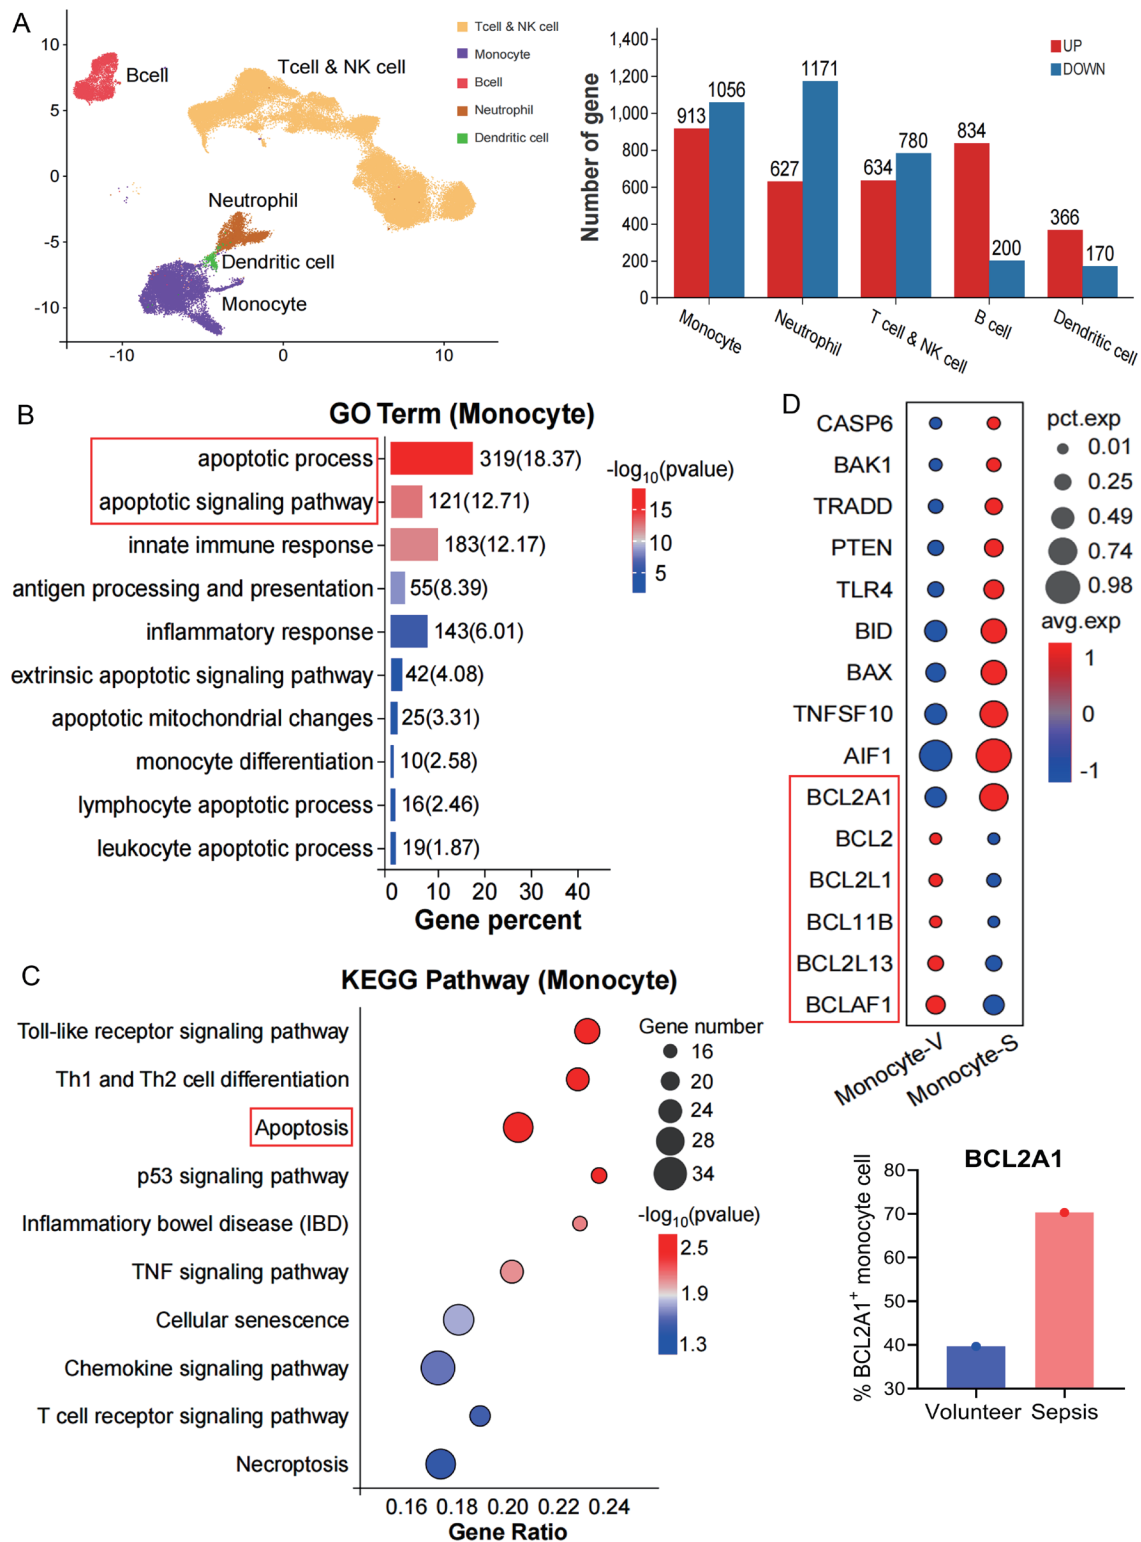 A
10
5
0
-5
-10
-10
0
10
Bcell
Tcell & NK cell
Neutrophil
Dendritic cell
Monocyte
Tcell & NK cell
Monocyte
Bcell
Neutrophil
Dendritic cell
Number of gene
1,400
1,200
1,000
800
600
400
200
0
UP
DOWN
913
1056
627
1171
634
780
834
200
366
170
Monocyte
Neutrophil
T cell & NK cell
B cell
Dendritic cell
B
GO Term (Monocyte)
apoptotic process
319(18.37)
apoptotic signaling pathway
121(12.71)
innate immune response
183(12.17)
antigen processing and presentation
55(8.39)
inflammatory response
143(6.01)
extrinsic apoptotic signaling pathway
42(4.08)
apoptotic mitochondrial changes
25(3.31)
monocyte differentiation
10(2.58)
lymphocyte apoptotic process
16(2.46)
leukocyte apoptotic process
19(1.87)
0 10 20 30 40
Gene percent
-log10(pvalue)
15
10
5
C
KEGG Pathway (Monocyte)
Toll-like receptor signaling pathway
Th1 and Th2 cell differentiation
Apoptosis
p53 signaling pathway
Inflammatiory bowel disease (IBD)
TNF signaling pathway
Cellular senescence
Chemokine signaling pathway
T cell receptor signaling pathway
Necroptosis
0.16 0.18 0.20 0.22 0.24
Gene Ratio
Gene number
16
20
24
28
34
-log10(pvalue)
2.5
1.9
1.3
D
CASP6
BAK1
TRADD
PTEN
TLR4
BID
BAX
TNFSF10
AIF1
BCL2A1
BCL2
BCL2L1
BCL11B
BCL2L13
BCLAF1
Monocyte-V
Monocyte-S
pct.exp
0.01
0.25
0.49
0.74
0.98
avg.exp
1
0
-1
BCL2A1
% BCL2A1+ monocyte cell
80
70
60
50
40
30
Volunteer Sepsis